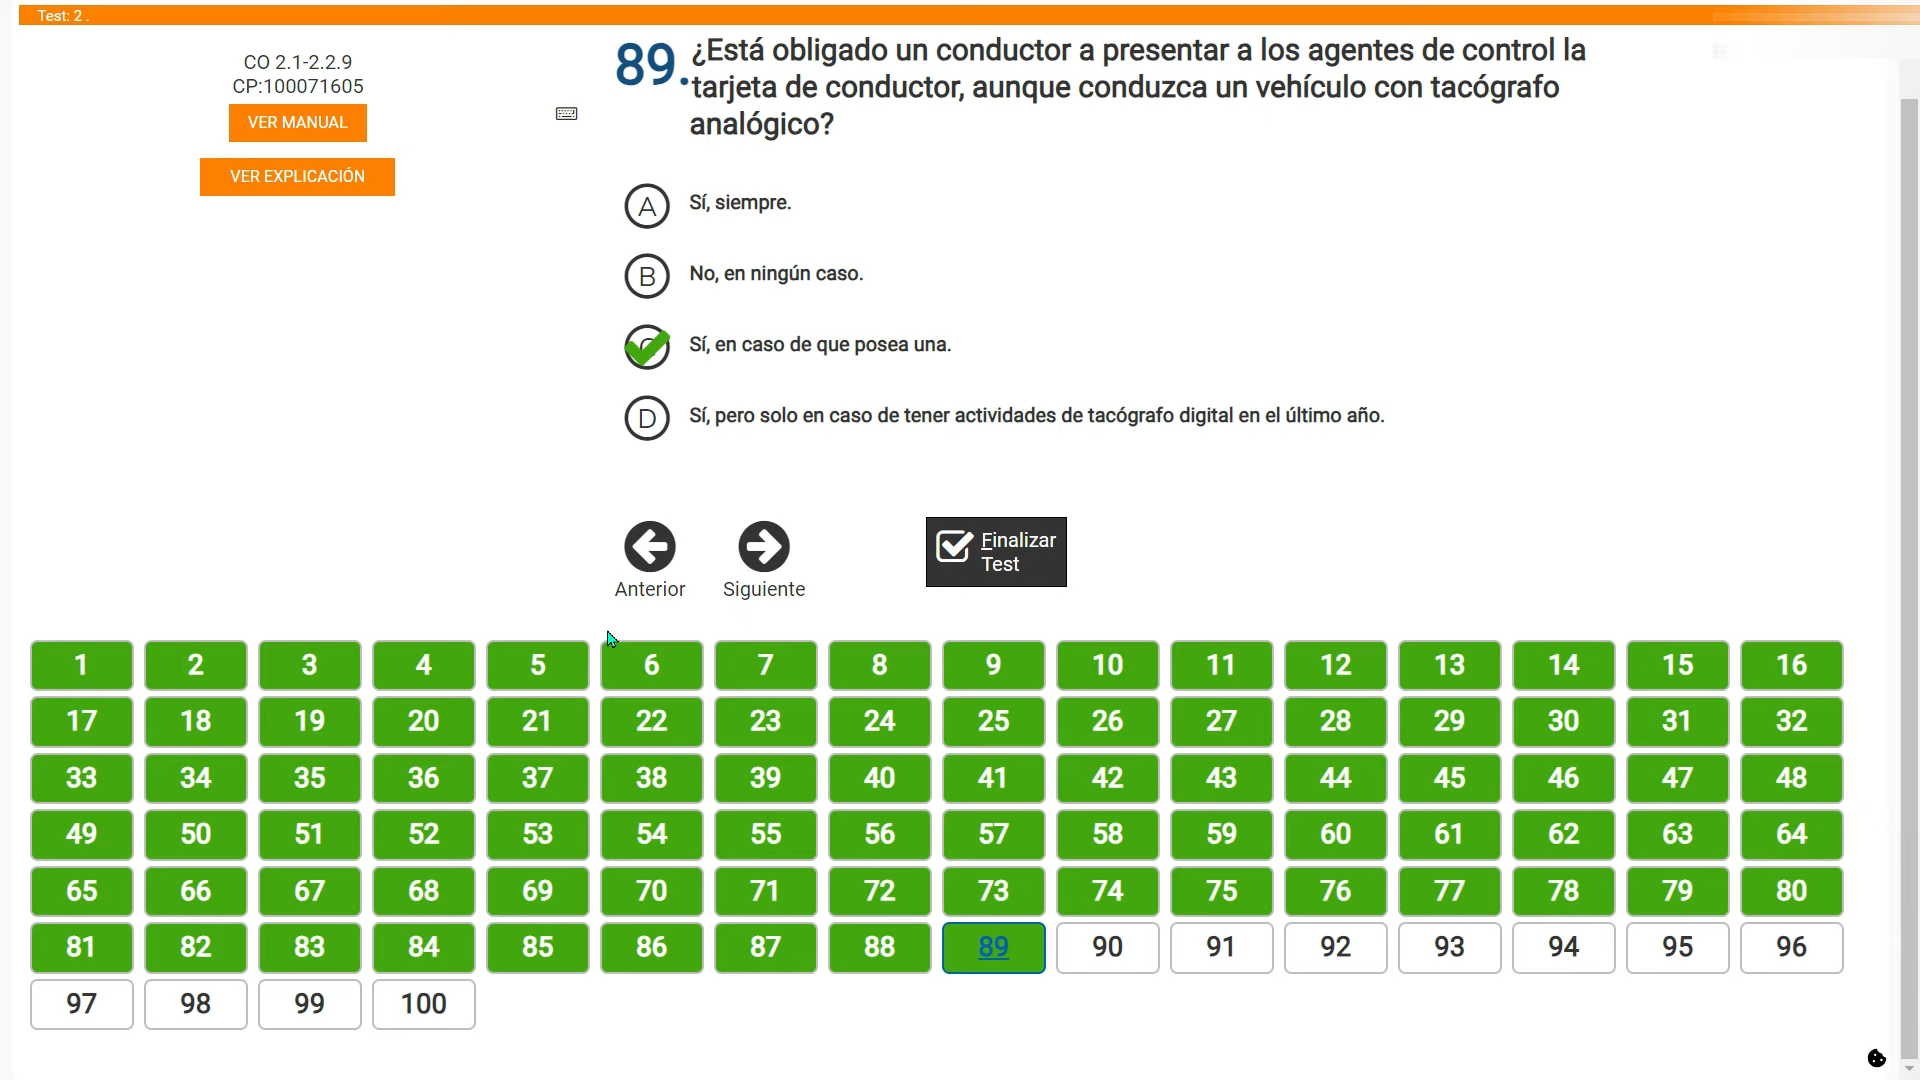 Test: 2 .
CO 2.1-2.2.9
CP:100071605
VER MANUAL
VER EXPLICACIÓN
89. ¿Está obligado un conductor a presentar a los agentes de control la
tarjeta de conductor, aunque conduzca un vehículo con tacógrafo
analógico?
A Sí, siempre.
B No, en ningún caso.
Sí, en caso de que posea una.
D Sí, pero solo en caso de tener actividades de tacógrafo digital en el último año.
Anterior
Siguiente
Finalizar
Test
1 2 3 4 5 6 7 8 9 10 11 12 13 14 15 16
17 18 19 20 21 22 23 24 25 26 27 28 29 30 31 32
33 34 35 36 37 38 39 40 41 42 43 44 45 46 47 48
49 50 51 52 53 54 55 56 57 58 59 60 61 62 63 64
65 66 67 68 69 70 71 72 73 74 75 76 77 78 79 80
81 82 83 84 85 86 87 88 89 90 91 92 93 94 95 96
97 98 99 100